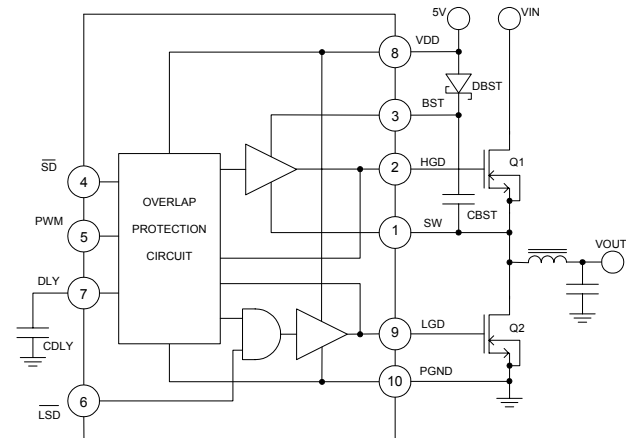 5V
VIN
VDD
8
DBST
BST
3
HGD
2
Q1
SD
4
OVERLAP
PROTECTION
CIRCUIT
CBST
PWM
5
1
SW
VOUT
DLY
7
CDLY
9
LGD
Q2
10
PGND
6
LSD